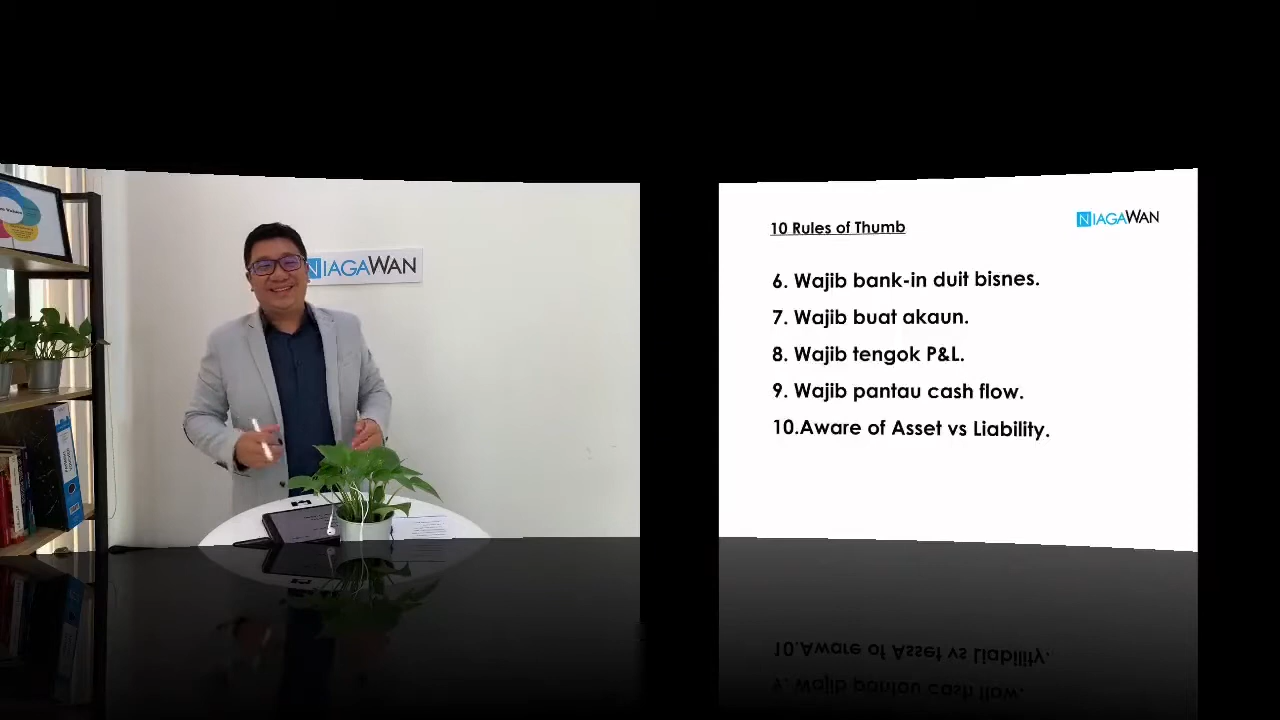 NIAGAWAN
10 Rules of Thumb
NIAGAWAN
6. Wajib bank-in duit bisnes.
7. Wajib buat akaun.
8. Wajib tengok P&L.
9. Wajib pantau cash flow.
10.Aware of Asset vs Liability.